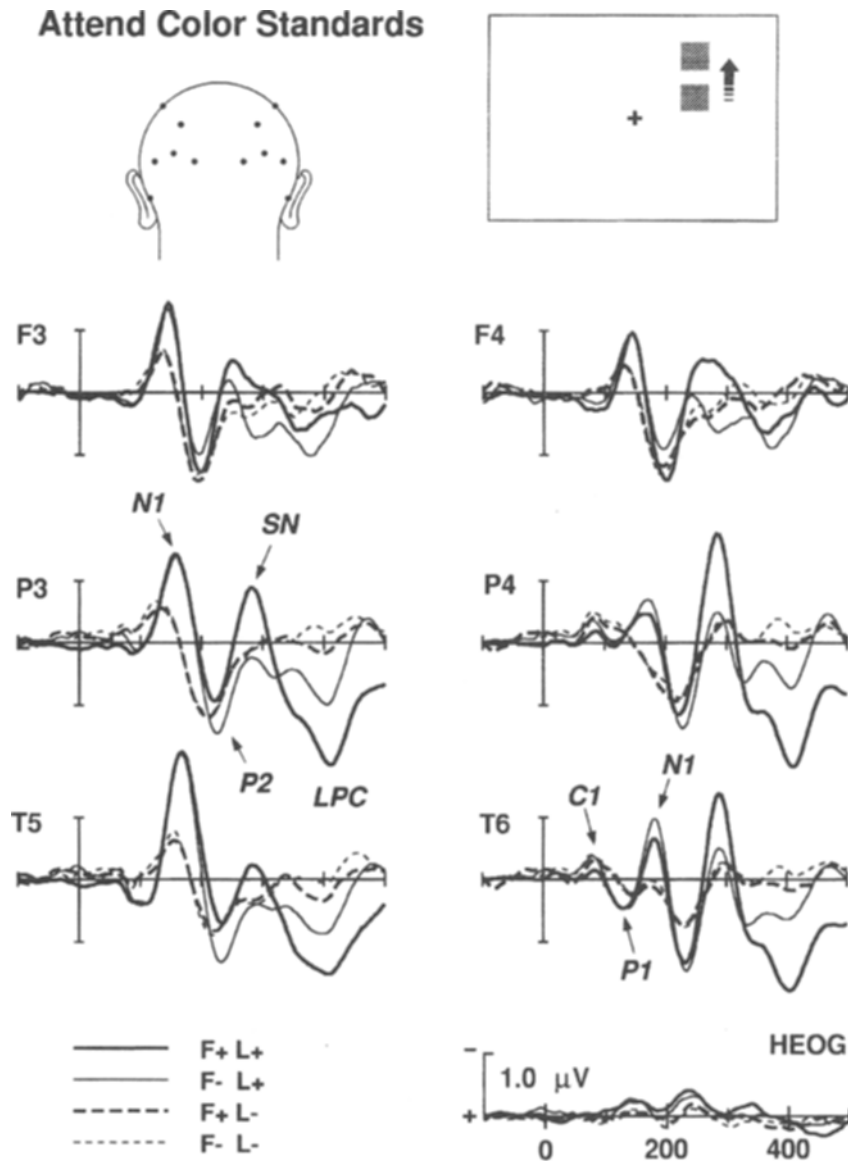 Attend Color Standards
+
F3
F4
N1
SN
P3
P4
P2
LPC
N1
C1
T5
T6
P1
F+ L+
F- L+
F+ L-
F- L-
HEOG
−
1.0 µV
+
0 200 400